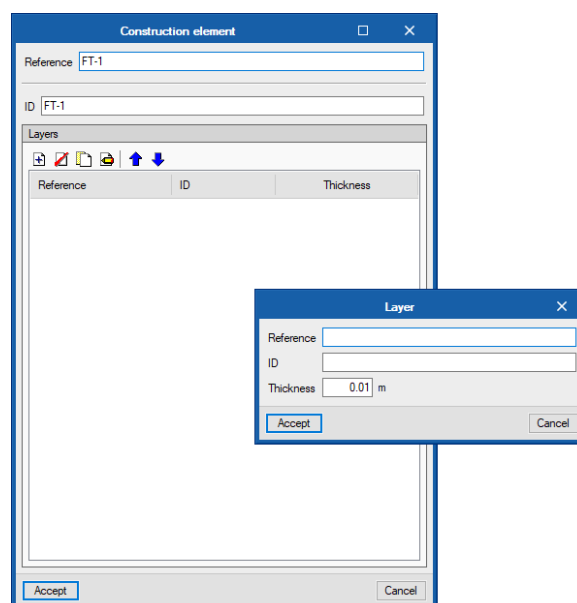 Construction element
Reference FT-1
ID FT-1
Layers
Reference ID Thickness
Layer
Reference
ID
Thickness 0.01 m
Accept Cancel
Accept Cancel